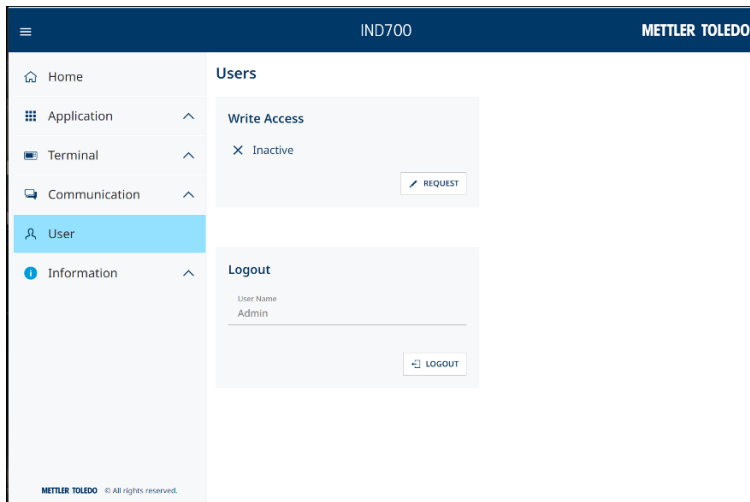 IND700
METTLER TOLEDO
Home
Application
Terminal
Communication
User
Information
Users
Write Access
Inactive
REQUEST
Logout
User Name
Admin
LOGOUT
METTLER TOLEDO © All rights reserved.